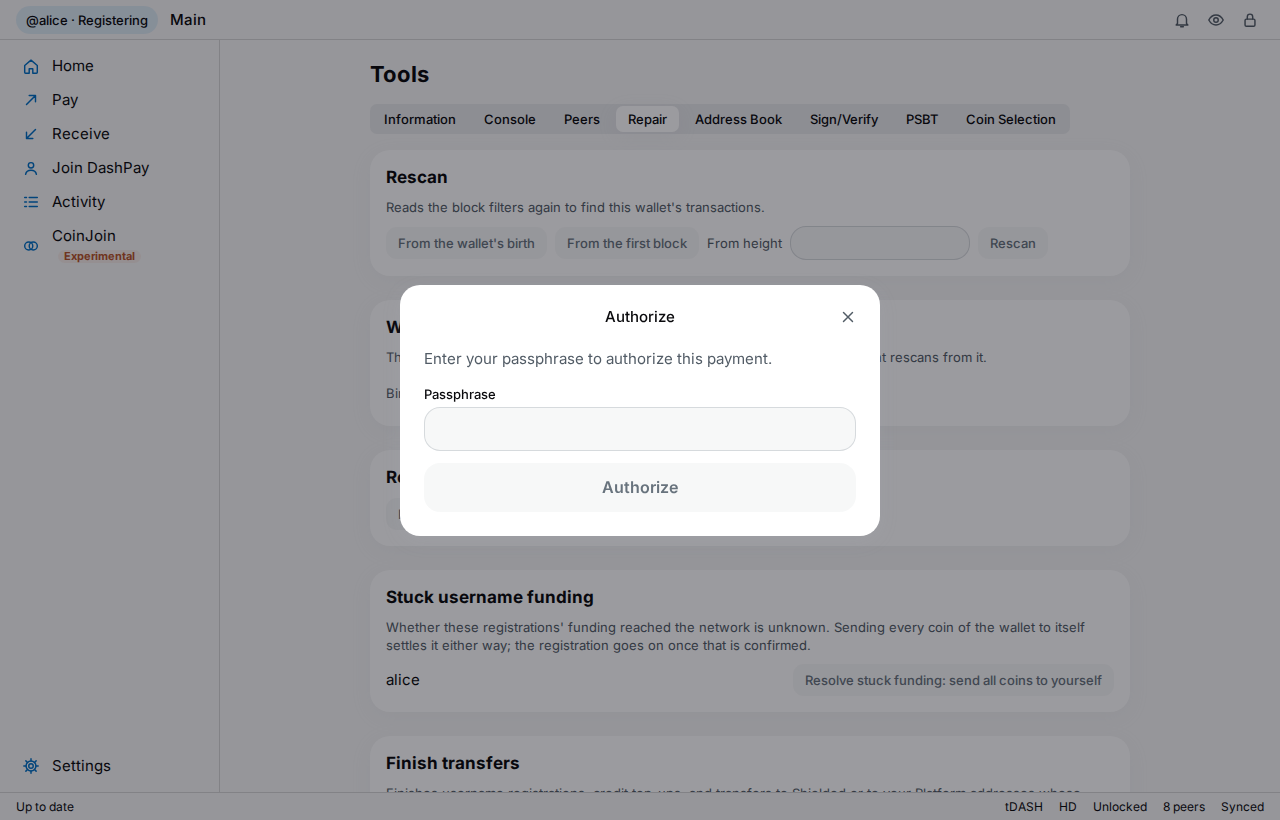 @alice · Registering
Main
Home
Pay
Receive
Join DashPay
Activity
CoinJoin
Experimental
Settings
Tools
Information Console Peers Repair Address Book Sign/Verify PSBT Coin Selection
Rescan
Reads the block filters again to find this wallet's transactions.
From the wallet's birth From the first block From height Rescan
rescans from it.
Authorize
Enter your passphrase to authorize this payment.
Passphrase
Authorize
Stuck username funding
Whether these registrations' funding reached the network is unknown. Sending every coin of the wallet to itself
settles it either way; the registration goes on once that is confirmed.
alice
Resolve stuck funding: send all coins to yourself
Finish transfers
Up to date
tDASH HD Unlocked 8 peers Synced